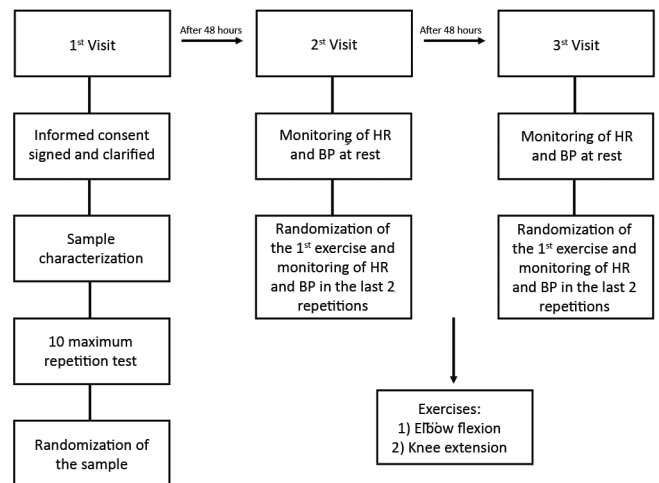 1st Visit
After 48 hours
2st Visit
After 48 hours
3st Visit
Informed consent
signed and clarified
Sample
characterization
10 maximum
repetition test
Randomization of
the sample
Monitoring of HR
and BP at rest
Randomization of
the 1st exercise and
monitoring of HR
and BP in the last 2
repetitions
Monitoring of HR
and BP at rest
Randomization of
the 1st exercise and
monitoring of HR
and BP in the last 2
repetitions
Exercises:
1) Elbow flexion
2) Knee extension